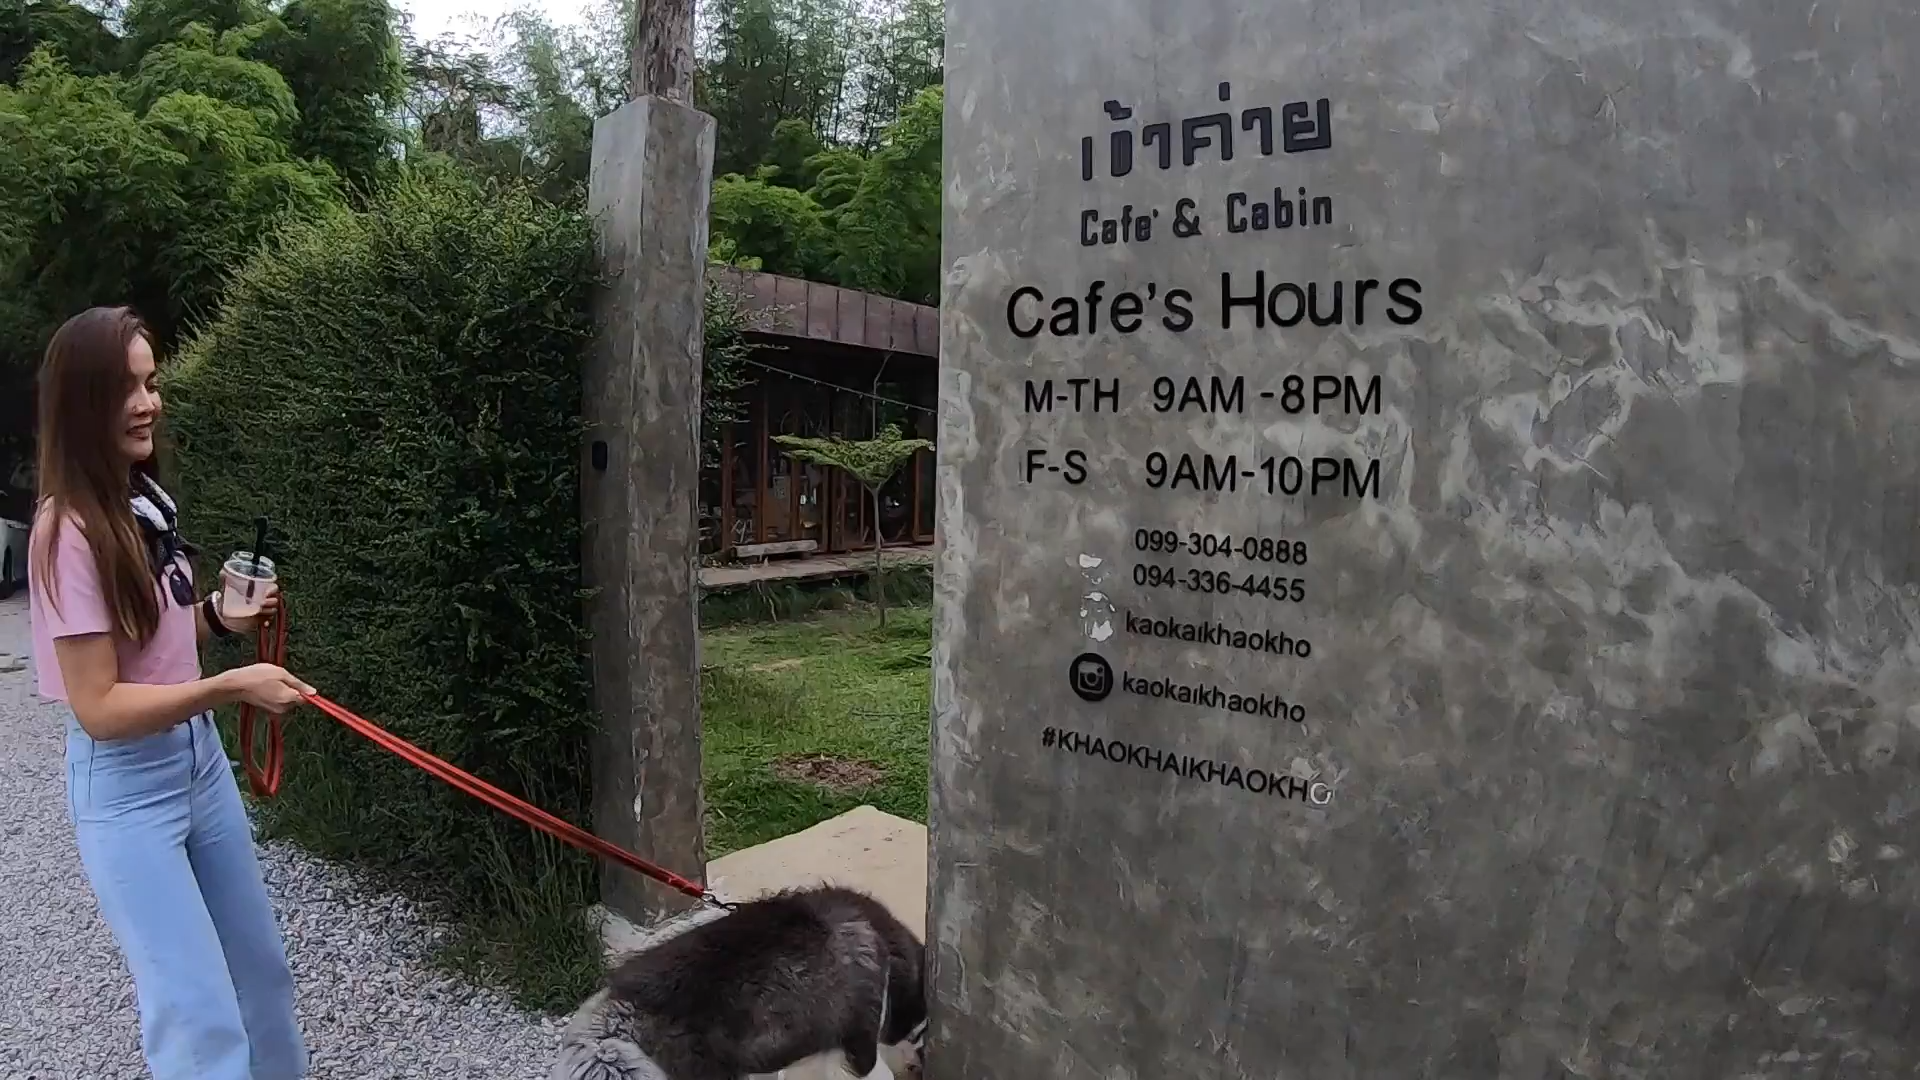 เข้าค่าย
Cafe' & Cabin
Cafe's Hours
M-TH 9AM -8PM
F-S 9AM-10PM
099-304-0888
094-336-4455
kaokaikhaokho
kaokaikhaokho
#KHAOKHAIKHAOKHO